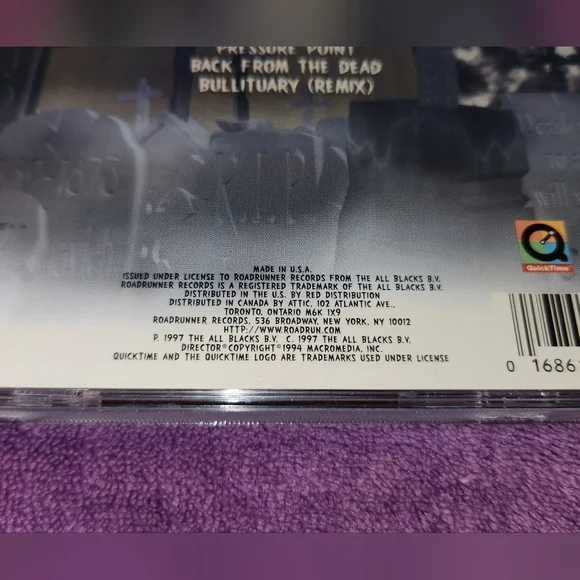 PRESSURE POINT
BACK FROM THE DEAD
BULLITUARY (REMIX)
R.I.P.
QuickTime™
MADE IN U.S.A.
ISSUED UNDER LICENSE TO ROADRUNNER RECORDS FROM THE ALL BLACKS B.V.
ROADRUNNER RECORDS IS A REGISTERED TRADEMARK OF THE ALL BLACKS B.V.
DISTRIBUTED IN THE U.S. BY RED DISTRIBUTION
DISTRIBUTED IN CANADA BY ATTIC, 102 ATLANTIC AVE.,
TORONTO, ONTARIO M6K 1X9
ROADRUNNER RECORDS, 536 BROADWAY, NEW YORK, NY 10012
HTTP://WWW.ROADRUN.COM
P. 1997 THE ALL BLACKS B.V. C. 1997 THE ALL BLACKS B.V.
DIRECTOR®COPYRIGHT©1994 MACROMEDIA, INC.
QUICKTIME AND THE QUICKTIME LOGO ARE TRADEMARKS USED UNDER LICENSE
0 1686